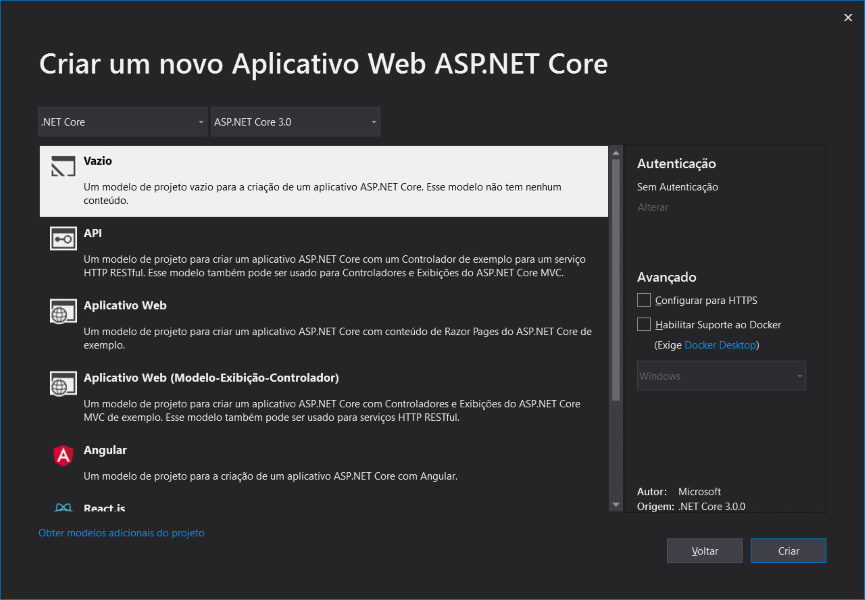 Criar um novo Aplicativo Web ASP.NET Core
.NET Core
ASP.NET Core 3.0
Vazio
Um modelo de projeto vazio para a criação de um aplicativo ASP.NET Core. Esse modelo não tem nenhum
conteúdo.
API
Um modelo de projeto para criar um aplicativo ASP.NET Core com um Controlador de exemplo para um serviço
HTTP RESTful. Esse modelo também pode ser usado para Controladores e Exibições do ASP.NET Core MVC.
Aplicativo Web
Um modelo de projeto para criar um aplicativo ASP.NET Core com conteúdo de Razor Pages do ASP.NET Core de
exemplo.
Aplicativo Web (Modelo-Exibição-Controlador)
Um modelo de projeto para criar um aplicativo ASP.NET Core com Controladores e Exibições do ASP.NET Core
MVC de exemplo. Esse modelo também pode ser usado para serviços HTTP RESTful.
Angular
Um modelo de projeto para a criação de um aplicativo ASP.NET Core com Angular.
React.js
Obter modelos adicionais do projeto
Autenticação
Sem Autenticação
Alterar
Avançado
Configurar para HTTPS
Habilitar Suporte ao Docker
(Exige Docker Desktop)
Windows
Autor: Microsoft
Origem: .NET Core 3.0.0
Voltar
Criar